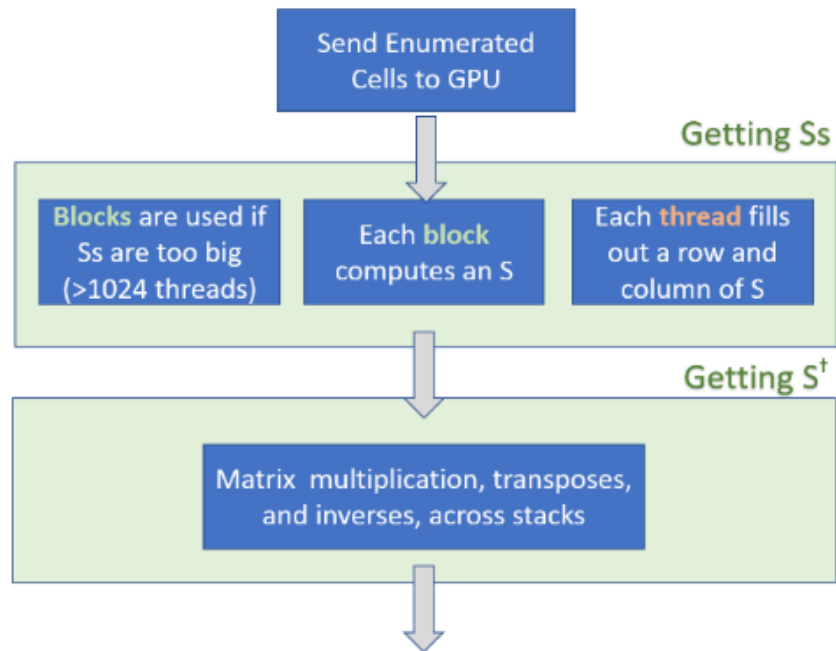 Send Enumerated
Cells to GPU
Getting Ss
Blocks are used if
Ss are too big
(>1024 threads)
Each block
computes an S
Each thread fills
out a row and
column of S
Getting S†
Matrix multiplication, transposes,
and inverses, across stacks